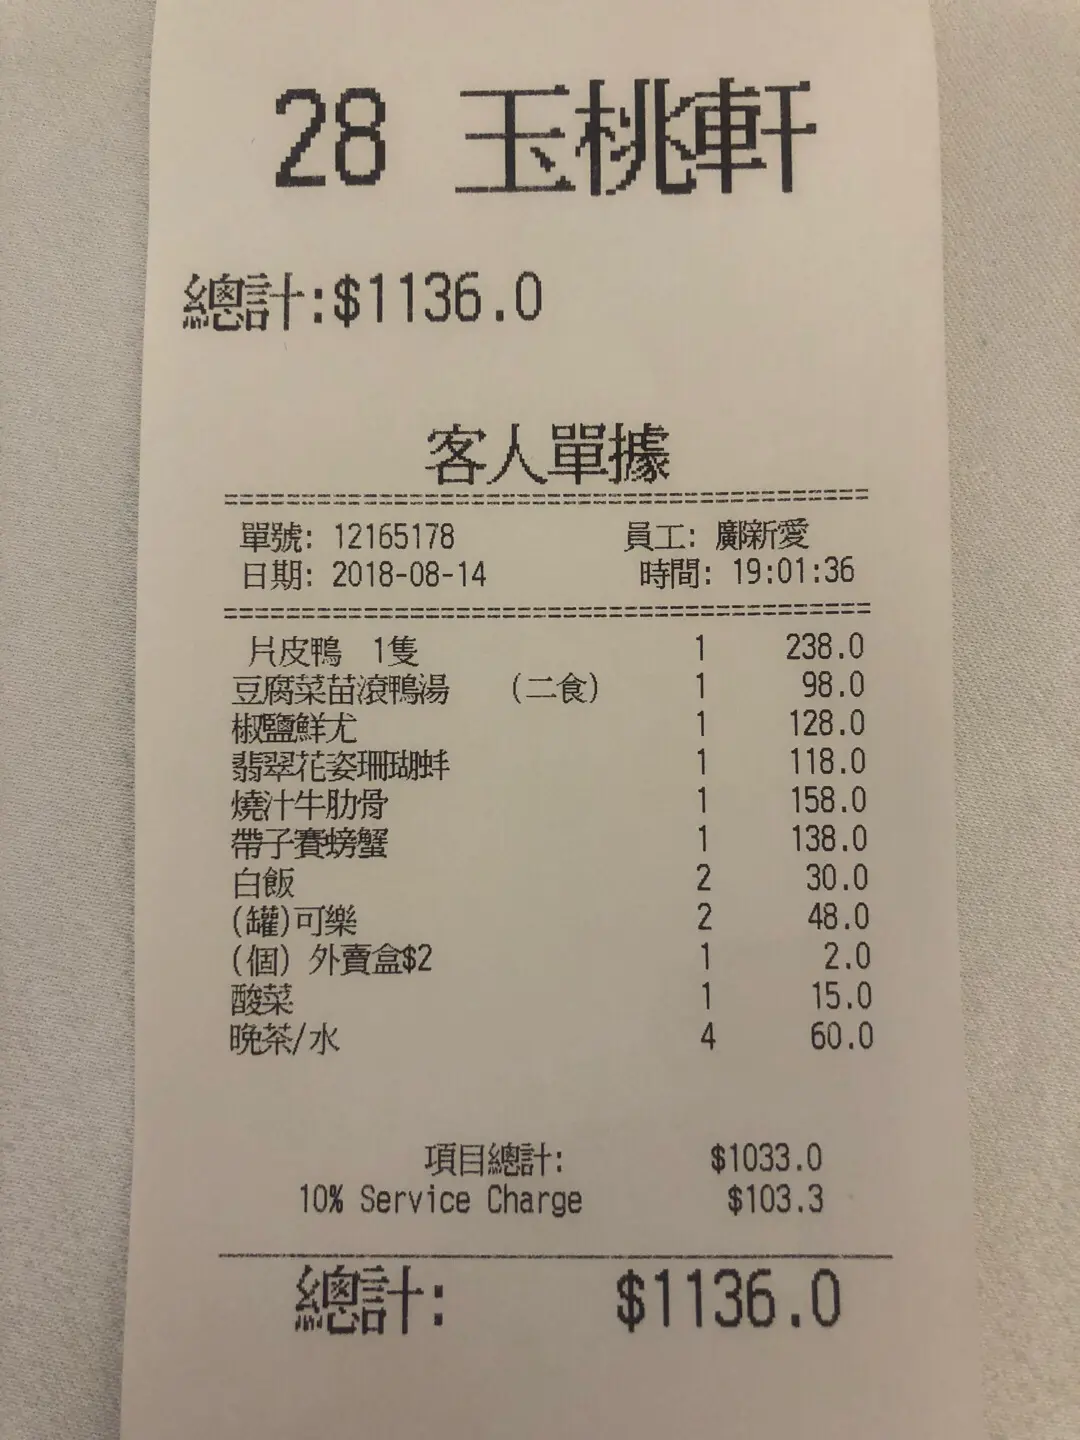 28 玉桃軒
總計:$1136.0
客人單據
單號: 12165178 員工: 鄺新愛
日期: 2018-08-14 時間: 19:01:36
片皮鴨 1隻 1 238.0
豆腐菜苗滾鴨湯 (二食) 1 98.0
椒鹽鮮尤 1 128.0
翡翠花姿珊瑚蚌 1 118.0
燒汁牛肋骨 1 158.0
帶子賽螃蟹 1 138.0
白飯 2 30.0
(罐)可樂 2 48.0
(個) 外賣盒$2 1 2.0
酸菜 1 15.0
晚茶/水 4 60.0
項目總計: $1033.0
10% Service Charge $103.3
總計: $1136.0